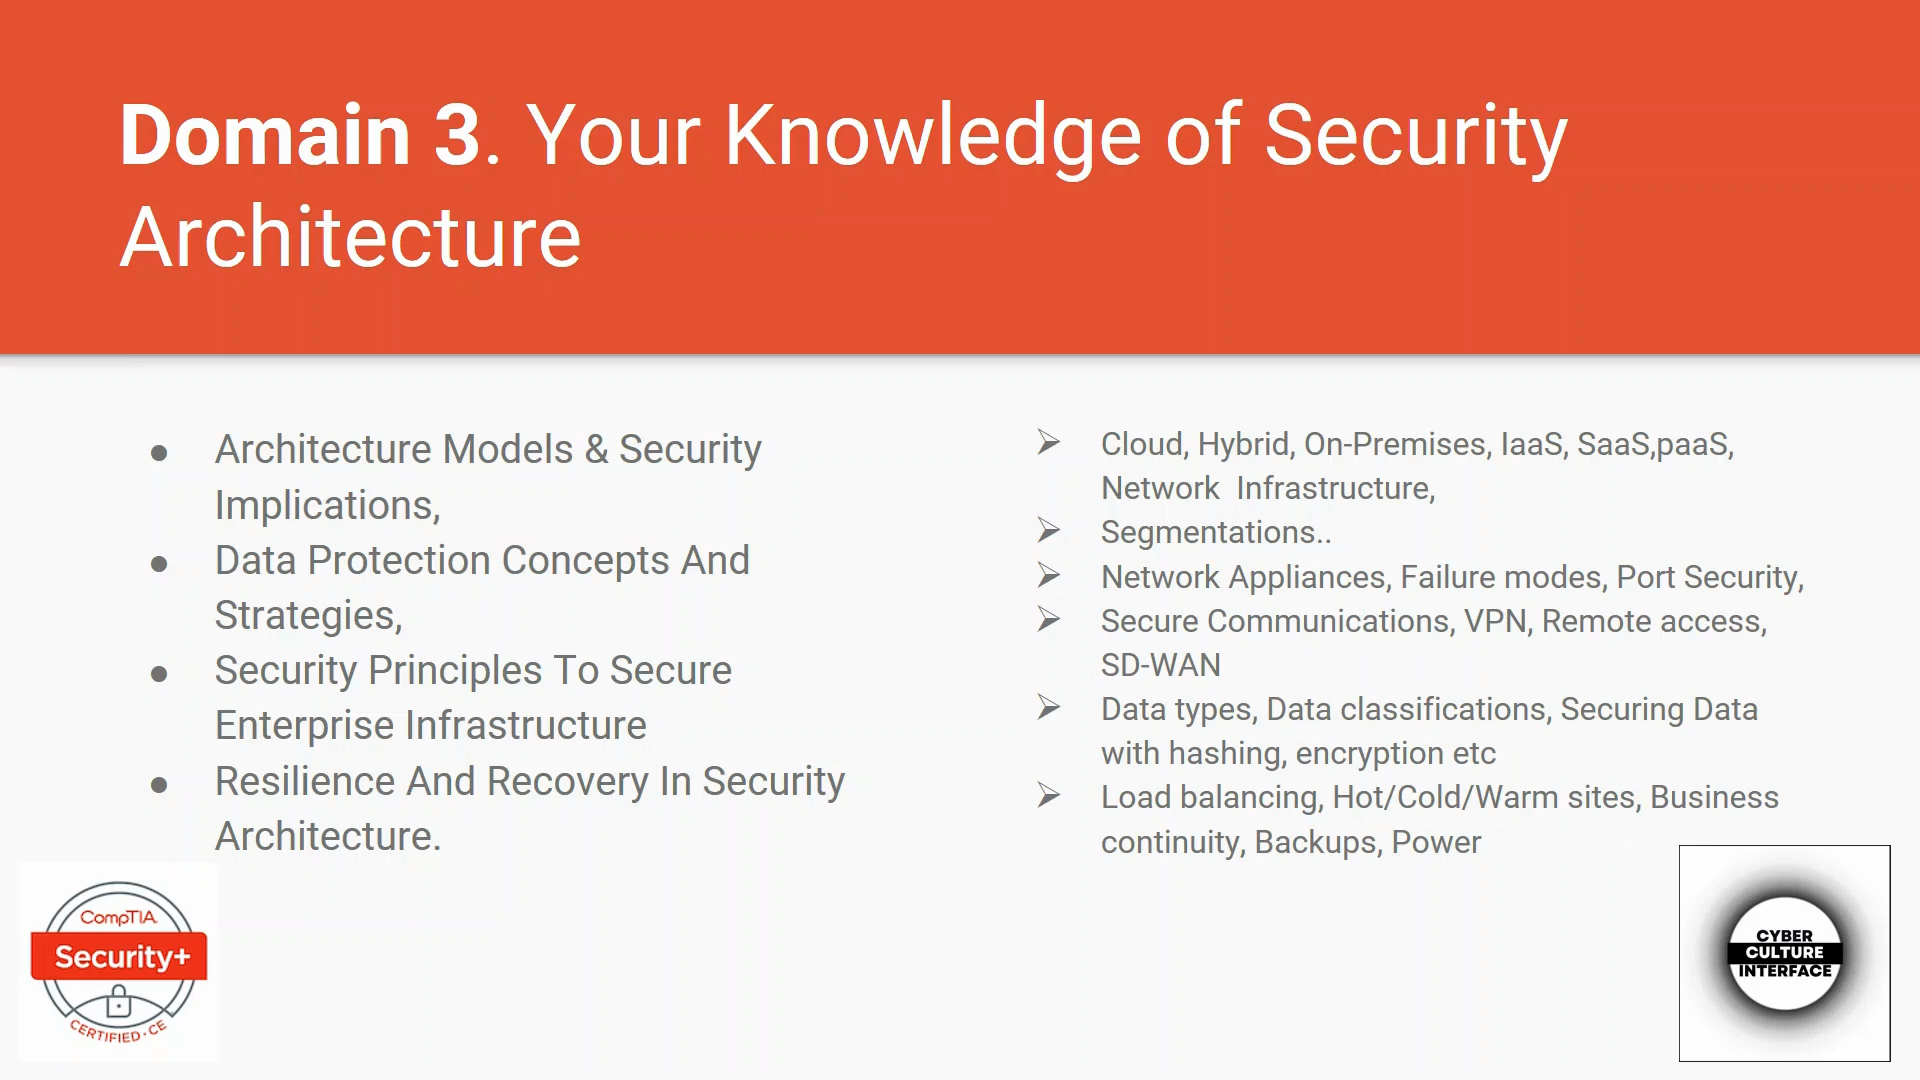 Domain 3. Your Knowledge of Security
Architecture
● Architecture Models & Security
Implications,
● Data Protection Concepts And
Strategies,
● Security Principles To Secure
Enterprise Infrastructure
● Resilience And Recovery In Security
Architecture.
➢ Cloud, Hybrid, On-Premises, IaaS, SaaS,paaS,
Network  Infrastructure,
➢ Segmentations..
➢ Network Appliances, Failure modes, Port Security,
➢ Secure Communications, VPN, Remote access,
SD-WAN
➢ Data types, Data classifications, Securing Data
with hashing, encryption etc
➢ Load balancing, Hot/Cold/Warm sites, Business
continuity, Backups, Power
CompTIA.
Security+
CERTIFIED·CE
CYBER
CULTURE
INTERFACE